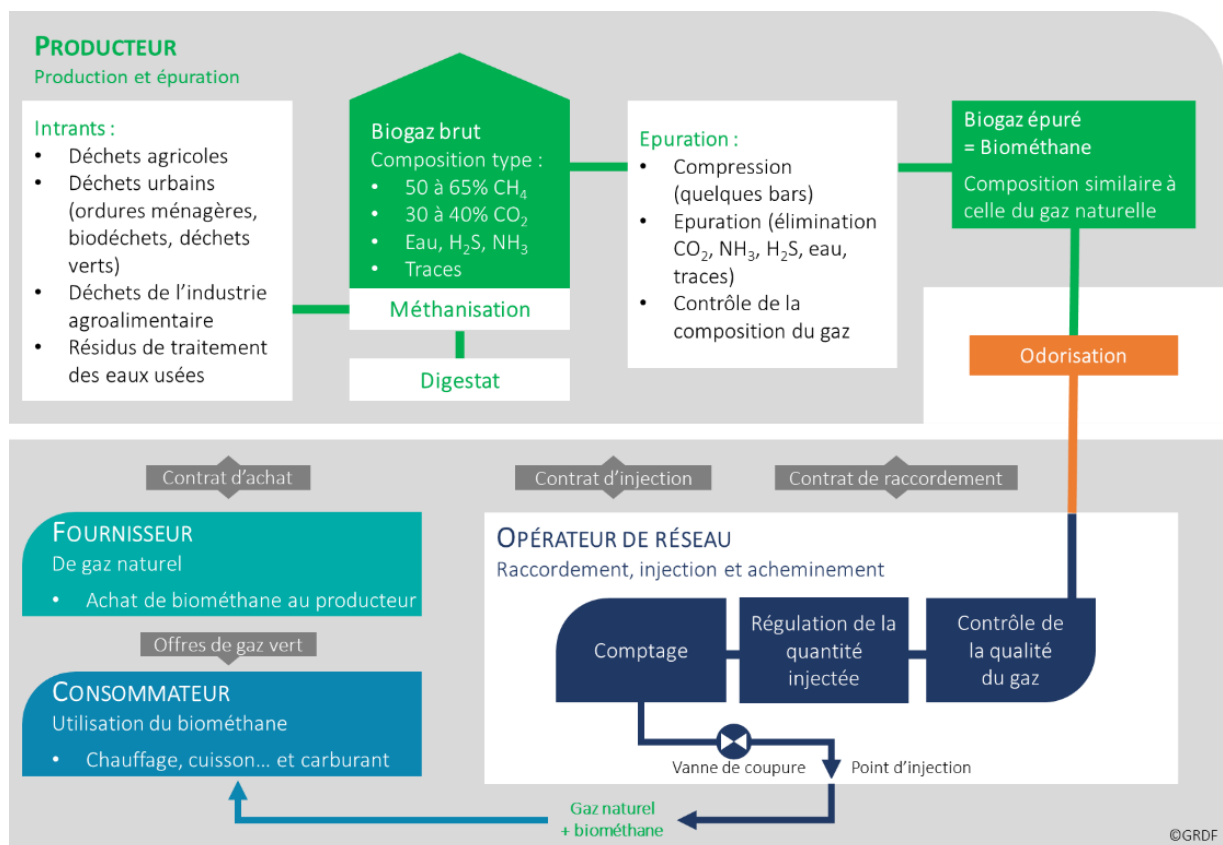 PRODUCTEUR
Production et épuration
Intrants :
• Déchets agricoles
• Déchets urbains
(ordures ménagères,
biodéchets, déchets
verts)
• Déchets de l’industrie
agroalimentaire
• Résidus de traitement
des eaux usées
Biogaz brut
Composition type :
• 50 à 65% CH₄
• 30 à 40% CO₂
• Eau, H₂S, NH₃
• Traces
Méthanisation
Digestat
Epuration :
• Compression
(quelques bars)
• Epuration (élimination
CO₂, NH₃, H₂S, eau,
traces)
• Contrôle de la
composition du gaz
Biogaz épuré
= Biométhane
Composition similaire à
celle du gaz naturelle
Odorisation
Contrat d’achat
Contrat d’injection
Contrat de raccordement
FOURNISSEUR
De gaz naturel
• Achat de biométhane au producteur
Offres de gaz vert
CONSOMMATEUR
Utilisation du biométhane
• Chauffage, cuisson... et carburant
OPÉRATEUR DE RÉSEAU
Raccordement, injection et acheminement
Comptage
Régulation de la
quantité
injectée
Contrôle de
la qualité
du gaz
Vanne de coupure
Point d’injection
Gaz naturel
+ biométhane
©GRDF